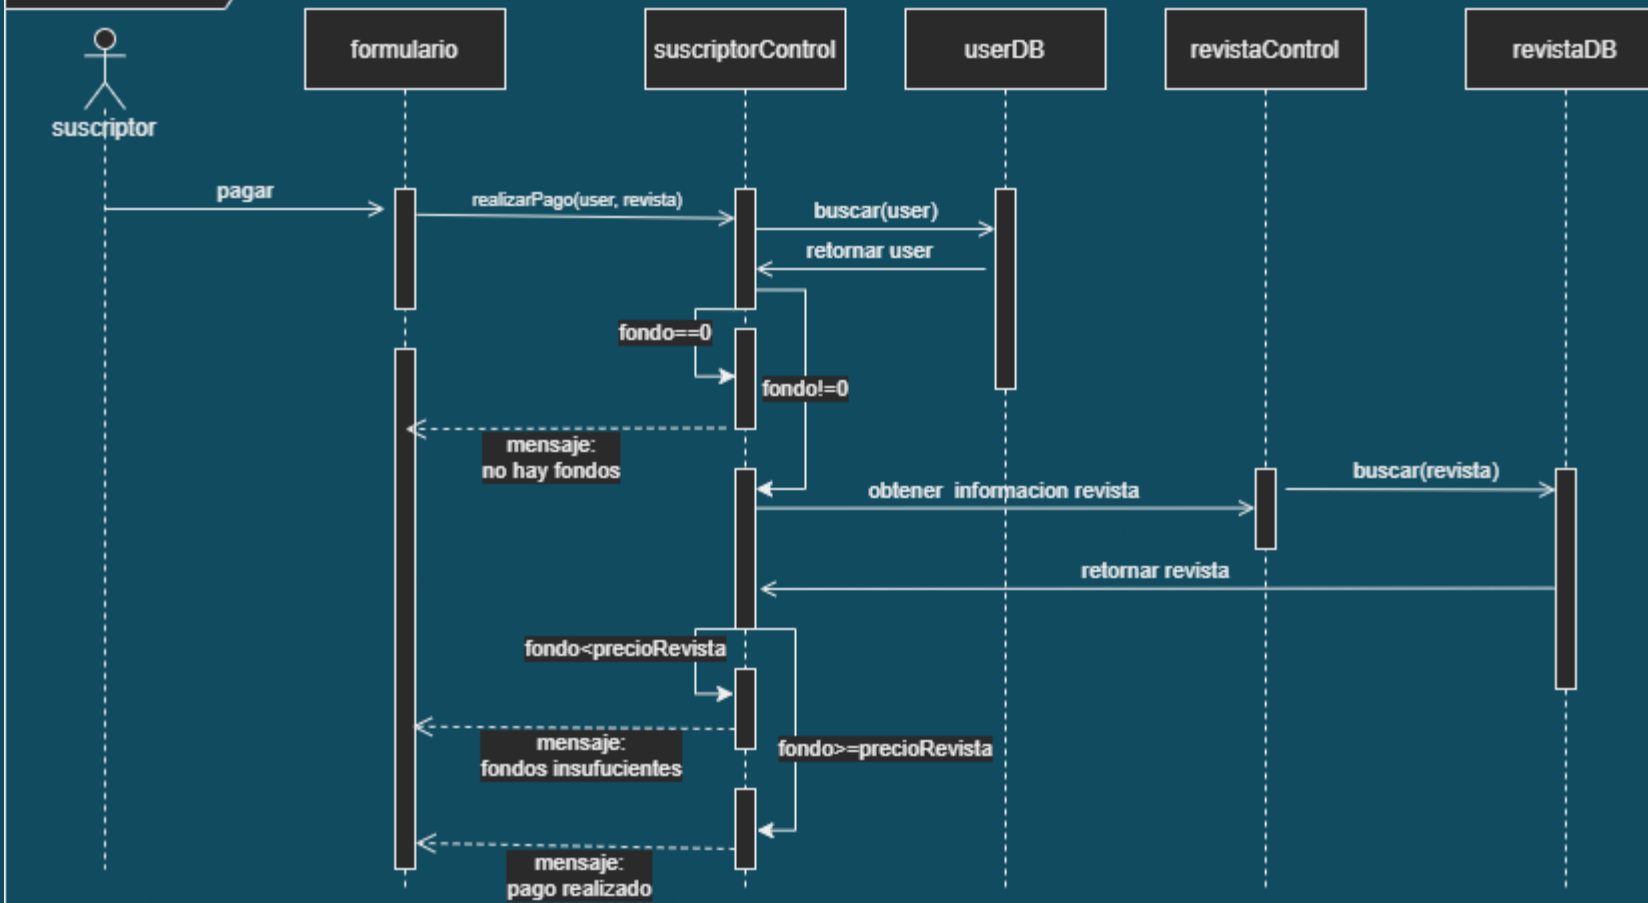 formulario
suscriptorControl
userDB
revistaControl
revistaDB
suscriptor
pagar
realizarPago(user, revista)
buscar(user)
retornar user
fondo==0
fondo!=0
mensaje:
no hay fondos
buscar(revista)
obtener informacion revista
retornar revista
fondo<precioRevista
mensaje:
fondos insufucientes
fondo>=precioRevista
mensaje:
pago realizado